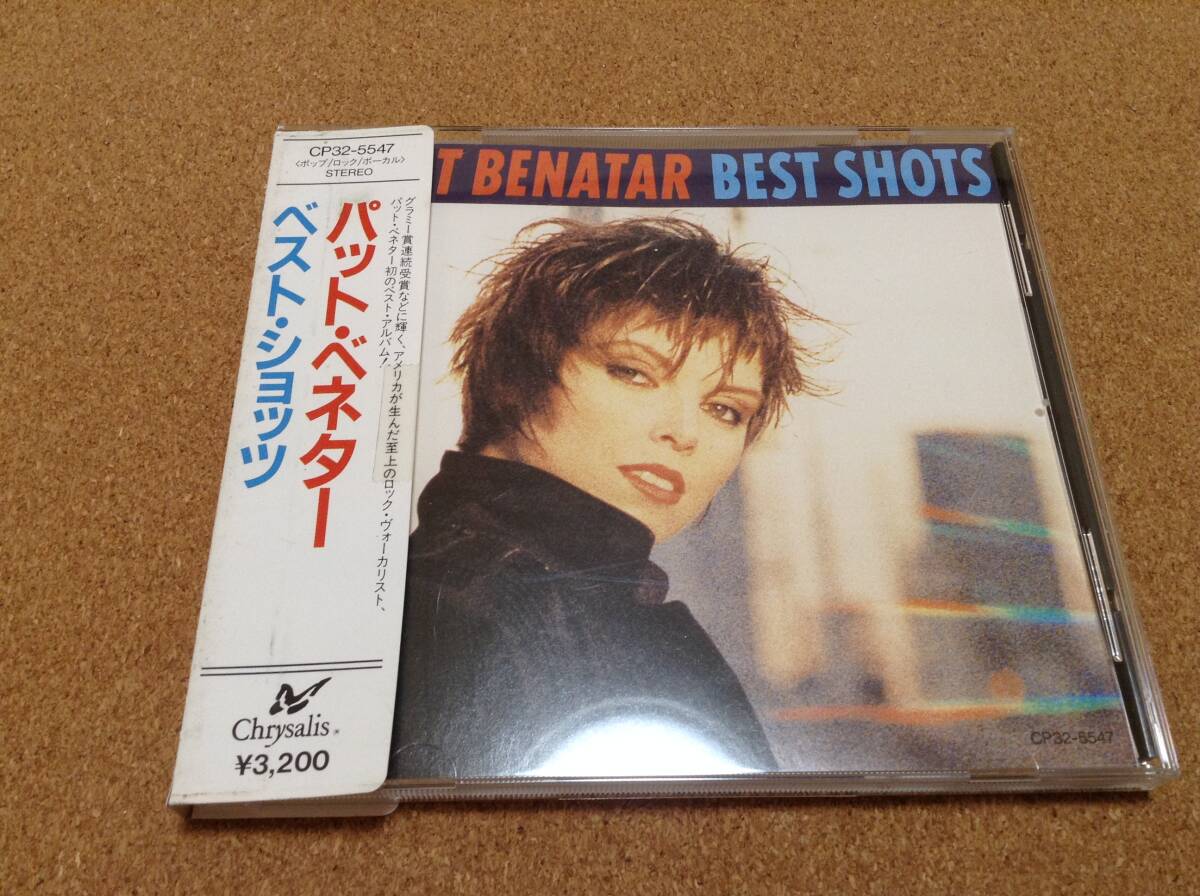 CP32-5547
〈ポップ/ロック/ボーカル〉
STEREO
パット・ベネター
ベスト・ショッツ
グラミー賞連続受賞などに輝く、アメリカが生んだ至上のロック・ヴォーカリスト、
パット・ベネター初のベスト・アルバム!
Chrysalis®
¥3,200
T BENATAR BEST SHOTS
CP32-5547